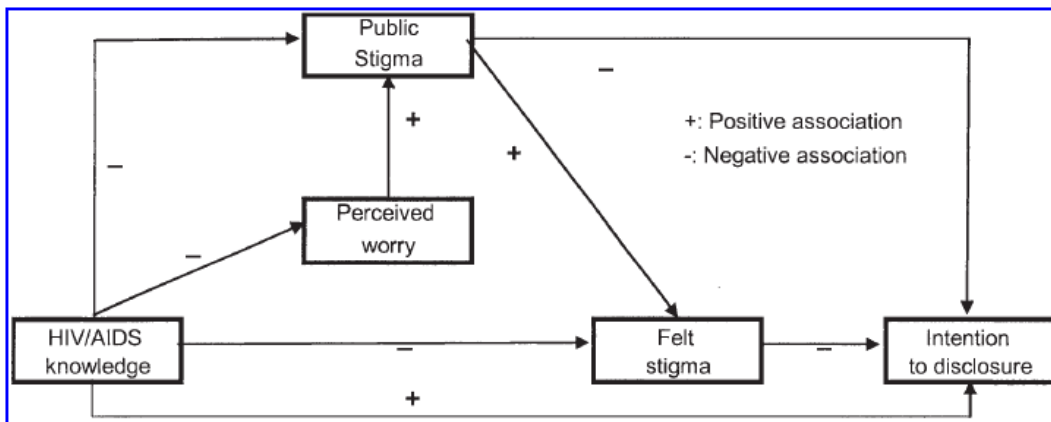 Public
Stigma
–
+: Positive association
-: Negative association
+
+
–
Perceived
worry
–
HIV/AIDS
knowledge
–
Felt
stigma
–
Intention
to disclosure
+